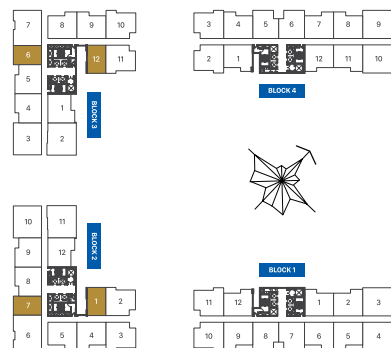 7 8 9 10
6 12 11
5
4 1
3 2
BLOCK 3
3 4 5 6 7 8 9
2 1 12 11 10
BLOCK 4
10 11
9 12
8
7 1 2
6 5 4 3
BLOCK 2
BLOCK 1
11 12 1 2 3
10 9 8 7 6 5 4